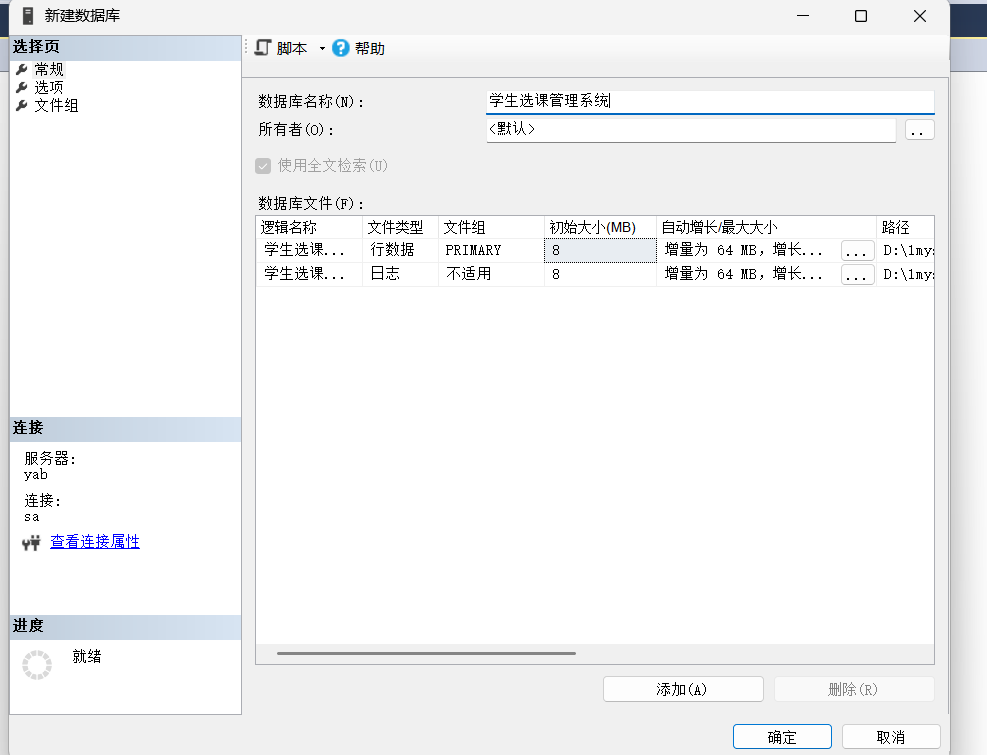 新建数据库
选择页
常规
选项
文件组
脚本 帮助
数据库名称(N):
学生选课管理系统
所有者(O):
<默认>
..
使用全文检索(U)
数据库文件(F):
逻辑名称 文件类型 文件组 初始大小(MB) 自动增长/最大大小 路径
学生选课... 行数据 PRIMARY 8 增量为 64 MB，增长... ... D:\1mys
学生选课... 日志 不适用 8 增量为 64 MB，增长... ... D:\1mys
连接
服务器:
yab
连接:
sa
查看连接属性
进度
就绪
添加(A) 删除(R)
确定 取消